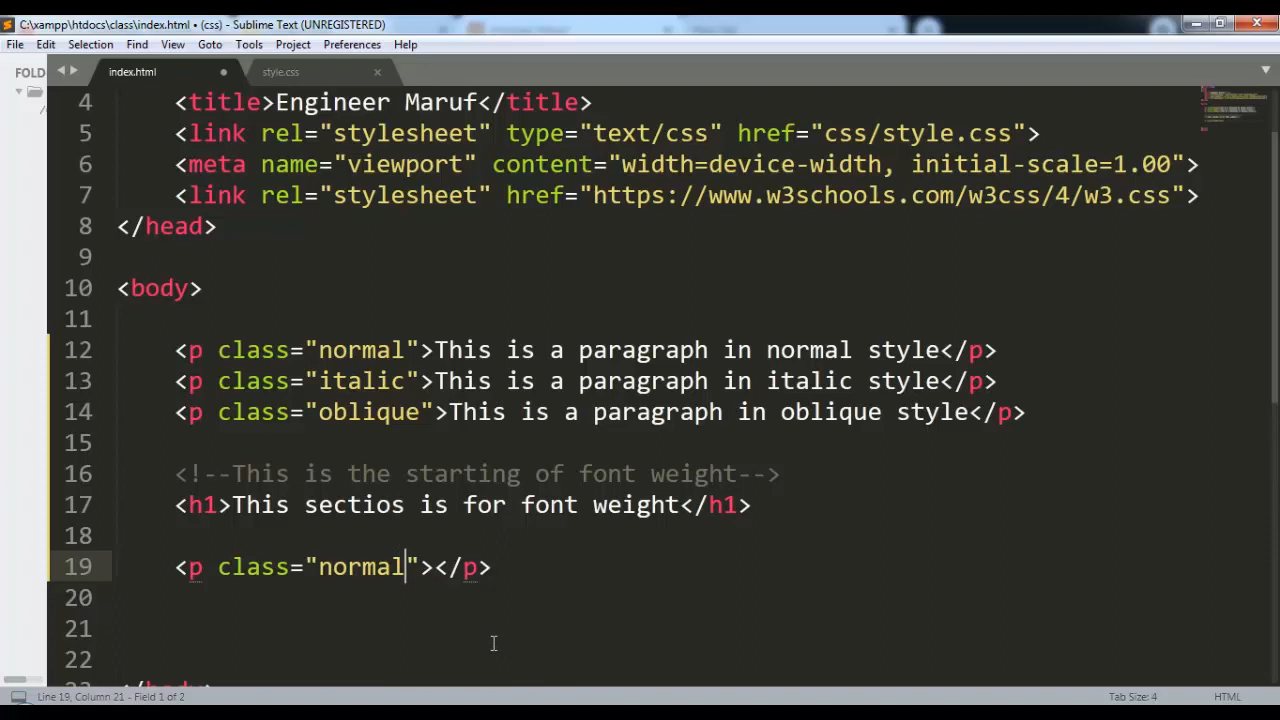 C:\xampp\htdocs\class\index.html • (css) - Sublime Text (UNREGISTERED)
File Edit Selection Find View Goto Tools Project Preferences Help
FOLD
index.html
style.css
4 <title>Engineer Maruf</title>
5 <link rel="stylesheet" type="text/css" href="css/style.css">
6 <meta name="viewport" content="width=device-width, initial-scale=1.00">
7 <link rel="stylesheet" href="https://www.w3schools.com/w3css/4/w3.css">
8 </head>
9
10 <body>
11
12 <p class="normal">This is a paragraph in normal style</p>
13 <p class="italic">This is a paragraph in italic style</p>
14 <p class="oblique">This is a paragraph in oblique style</p>
15
16 <!--This is the starting of font weight-->
17 <h1>This sectios is for font weight</h1>
18
19 <p class="normal"></p>
20
21
22
Line 19, Column 21 - Field 1 of 2
Tab Size: 4
HTML